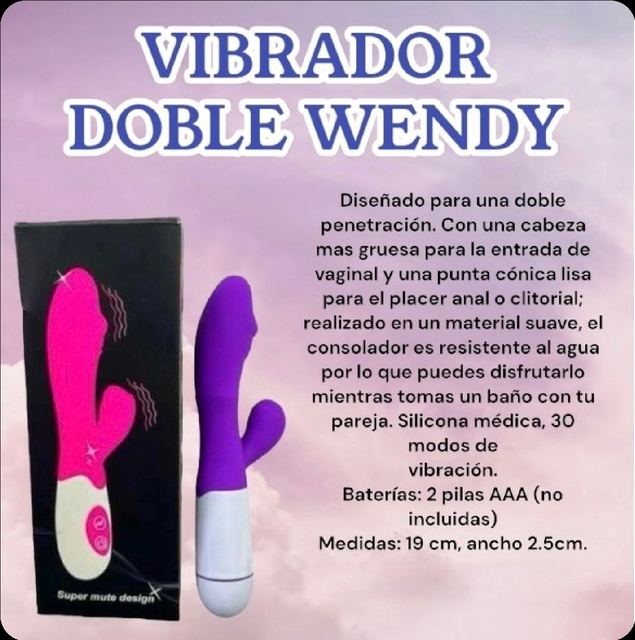 VIBRADOR
DOBLE WENDY
Diseñado para una doble
penetración. Con una cabeza
mas gruesa para la entrada de
vaginal y una punta cónica lisa
para el placer anal o clitorial;
realizado en un material suave, el
consolador es resistente al agua
por lo que puedes disfrutarlo
mientras tomas un baño con tu
pareja. Silicona médica, 30
modos de
vibración.
Baterías: 2 pilas AAA (no
incluidas)
Medidas: 19 cm, ancho 2.5cm.
Super mute design